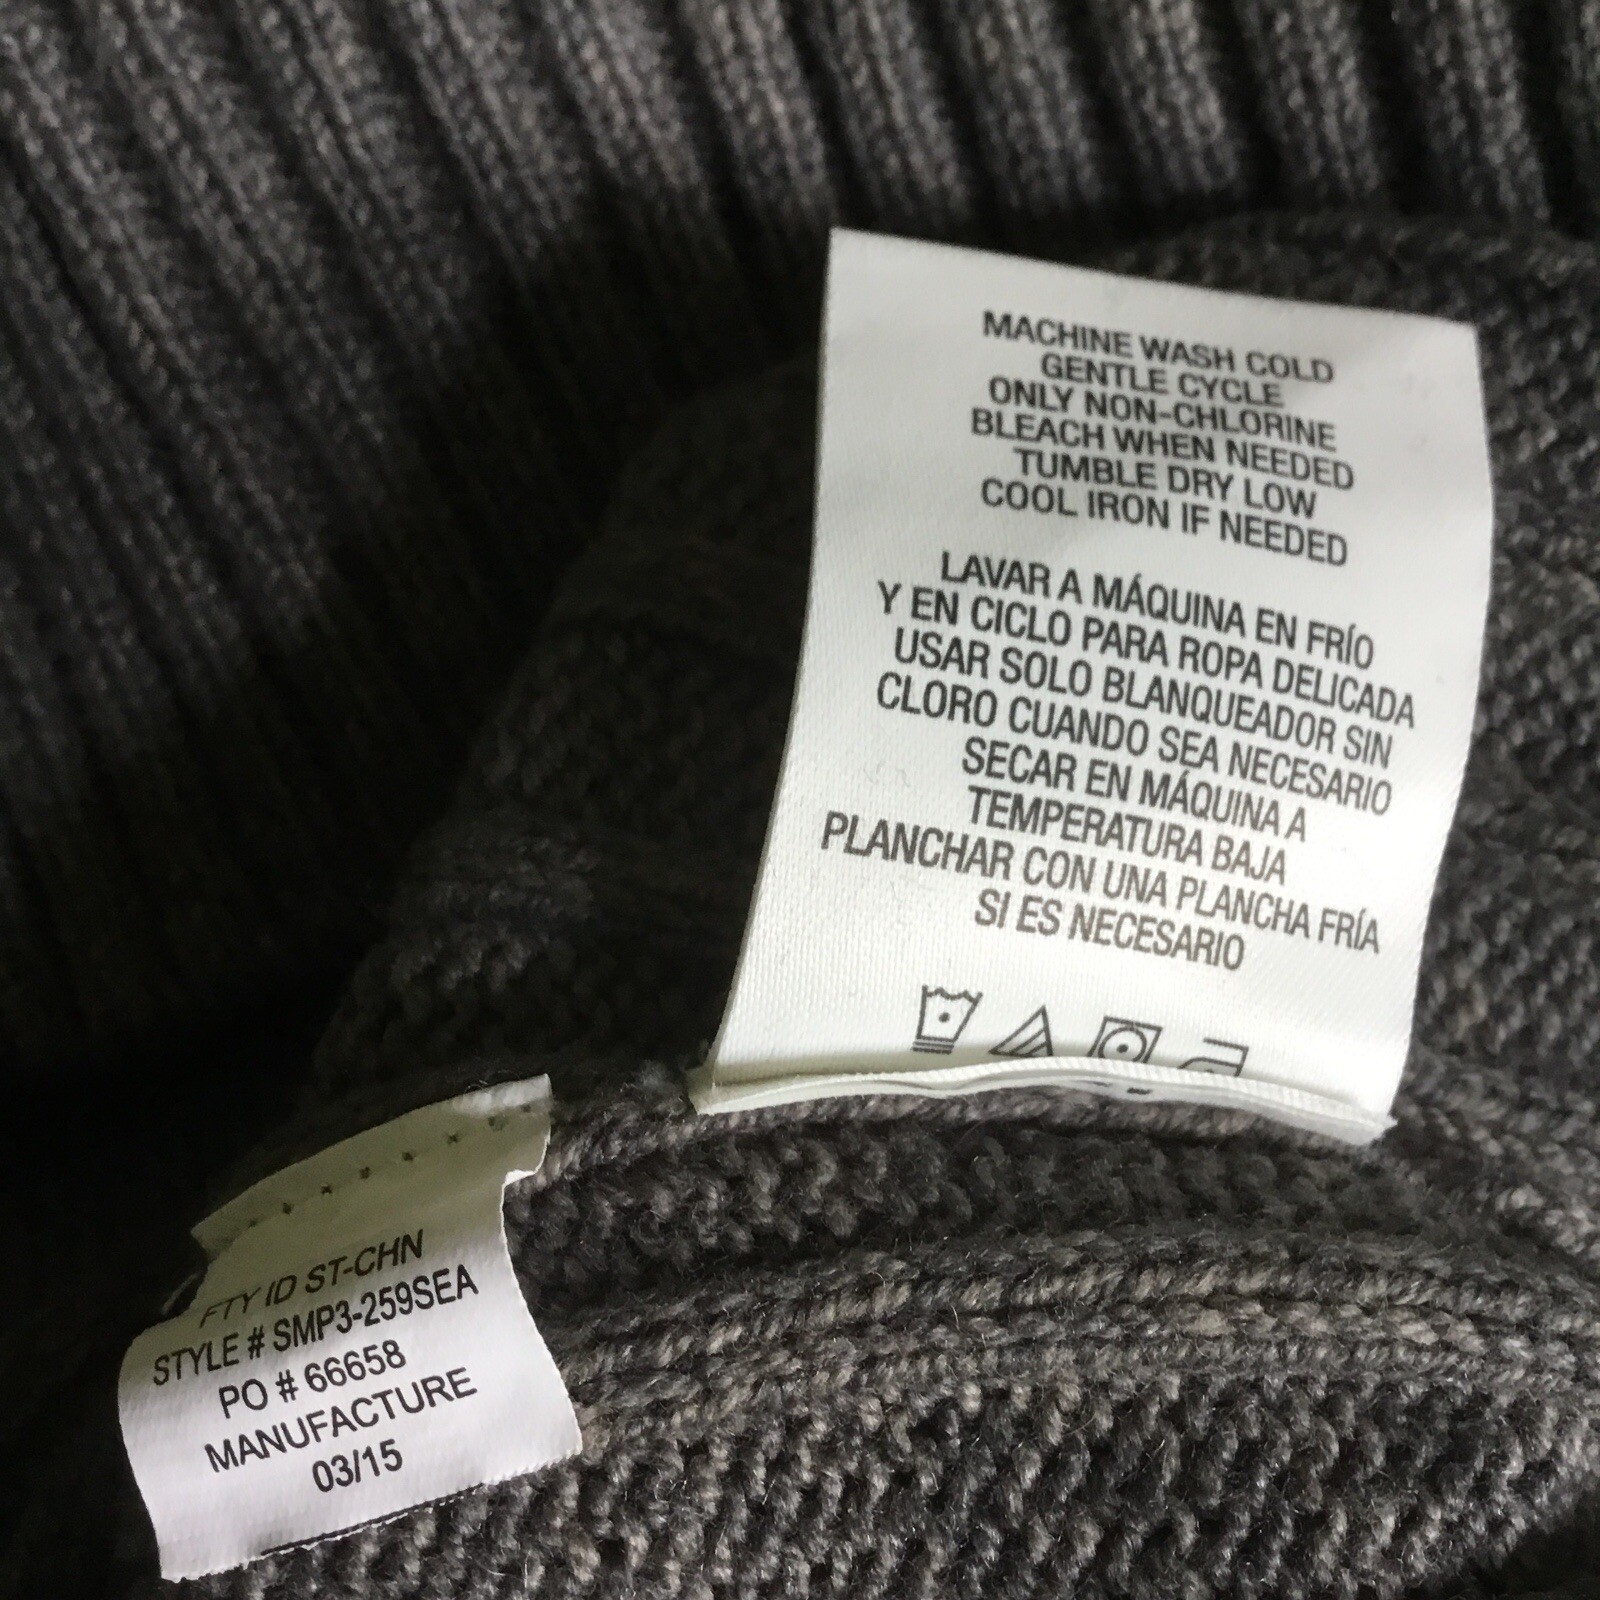 MACHINE WASH COLD
GENTLE CYCLE
ONLY NON-CHLORINE
BLEACH WHEN NEEDED
TUMBLE DRY LOW
COOL IRON IF NEEDED
LAVAR A MÁQUINA EN FRÍO
Y EN CICLO PARA ROPA DELICADA
USAR SOLO BLANQUEADOR SIN
CLORO CUANDO SEA NECESARIO
SECAR EN MÁQUINA A
TEMPERATURA BAJA
PLANCHAR CON UNA PLANCHA FRÍA
SI ES NECESARIO
FTY ID ST-CHN
STYLE # SMP3-259SEA
PO # 66658
MANUFACTURE
03/15